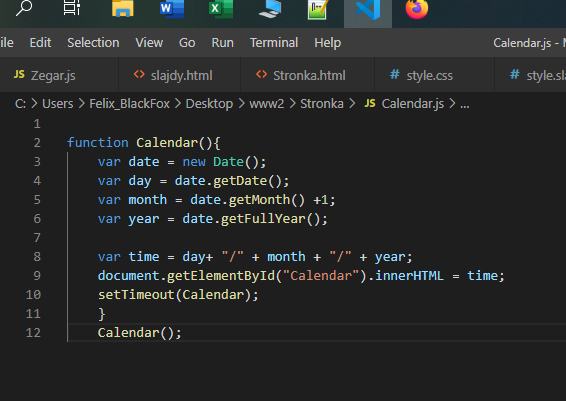 ile Edit Selection View Go Run Terminal Help Calendar.js - st
JS Zegar.js <> slajdy.html <> Stronka.html # style.css # style.sl
C: > Users > Felix_BlackFox > Desktop > www2 > Stronka > JS Calendar.js > ...
1
2 function Calendar(){
3 var date = new Date();
4 var day = date.getDate();
5 var month = date.getMonth() +1;
6 var year = date.getFullYear();
7
8 var time = day+ "/" + month + "/" + year;
9 document.getElementById("Calendar").innerHTML = time;
10 setTimeout(Calendar);
11 }
12 Calendar();